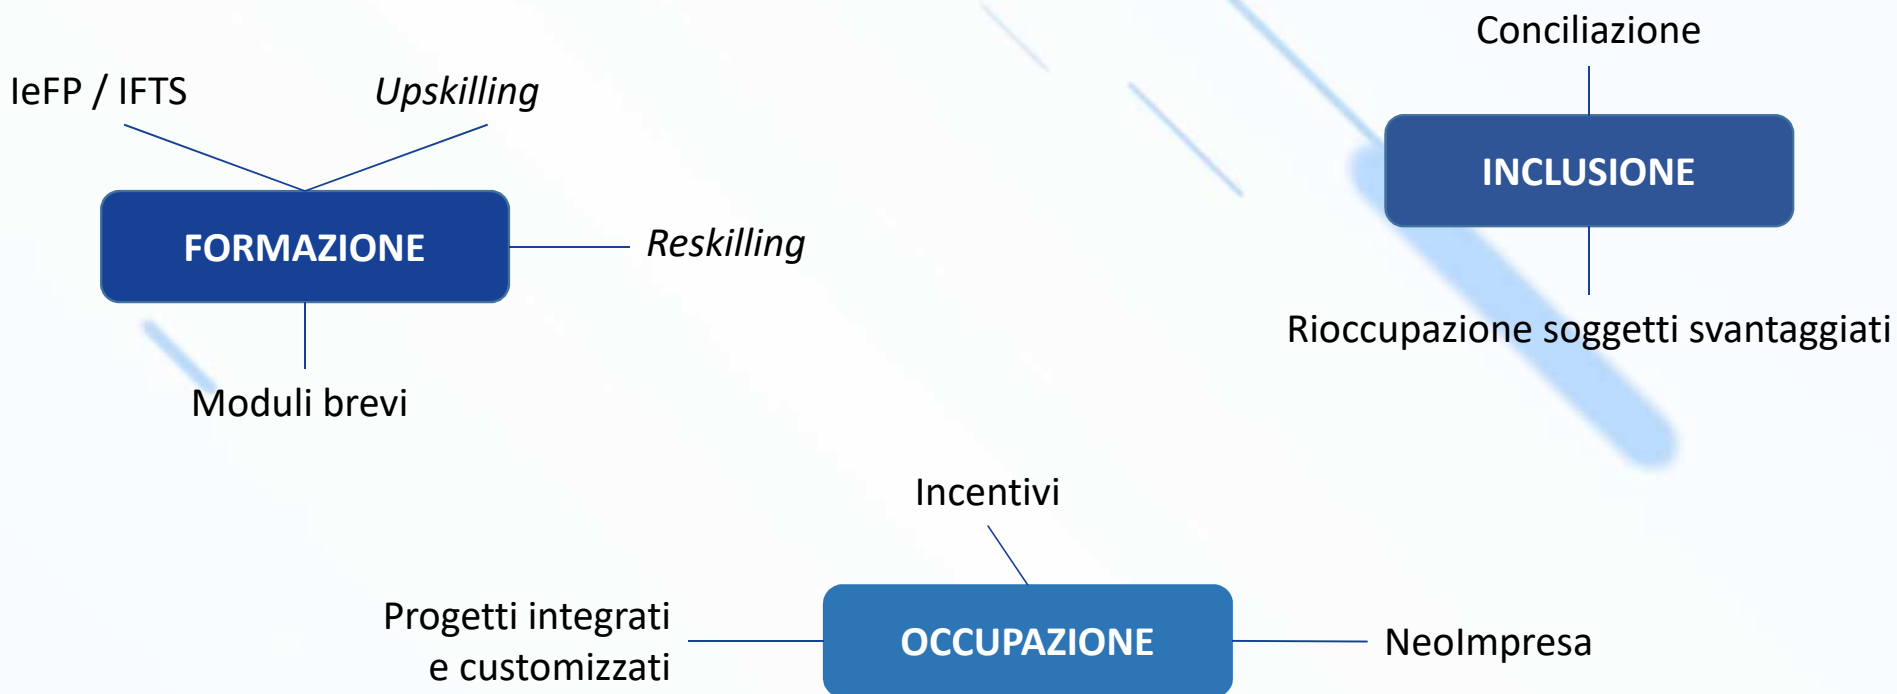 Conciliazione
IeFP / IFTS
Upskilling
INCLUSIONE
FORMAZIONE
Reskilling
Rioccupazione soggetti svantaggiati
Moduli brevi
Incentivi
Progetti integrati
e customizzati
OCCUPAZIONE
NeoImpresa